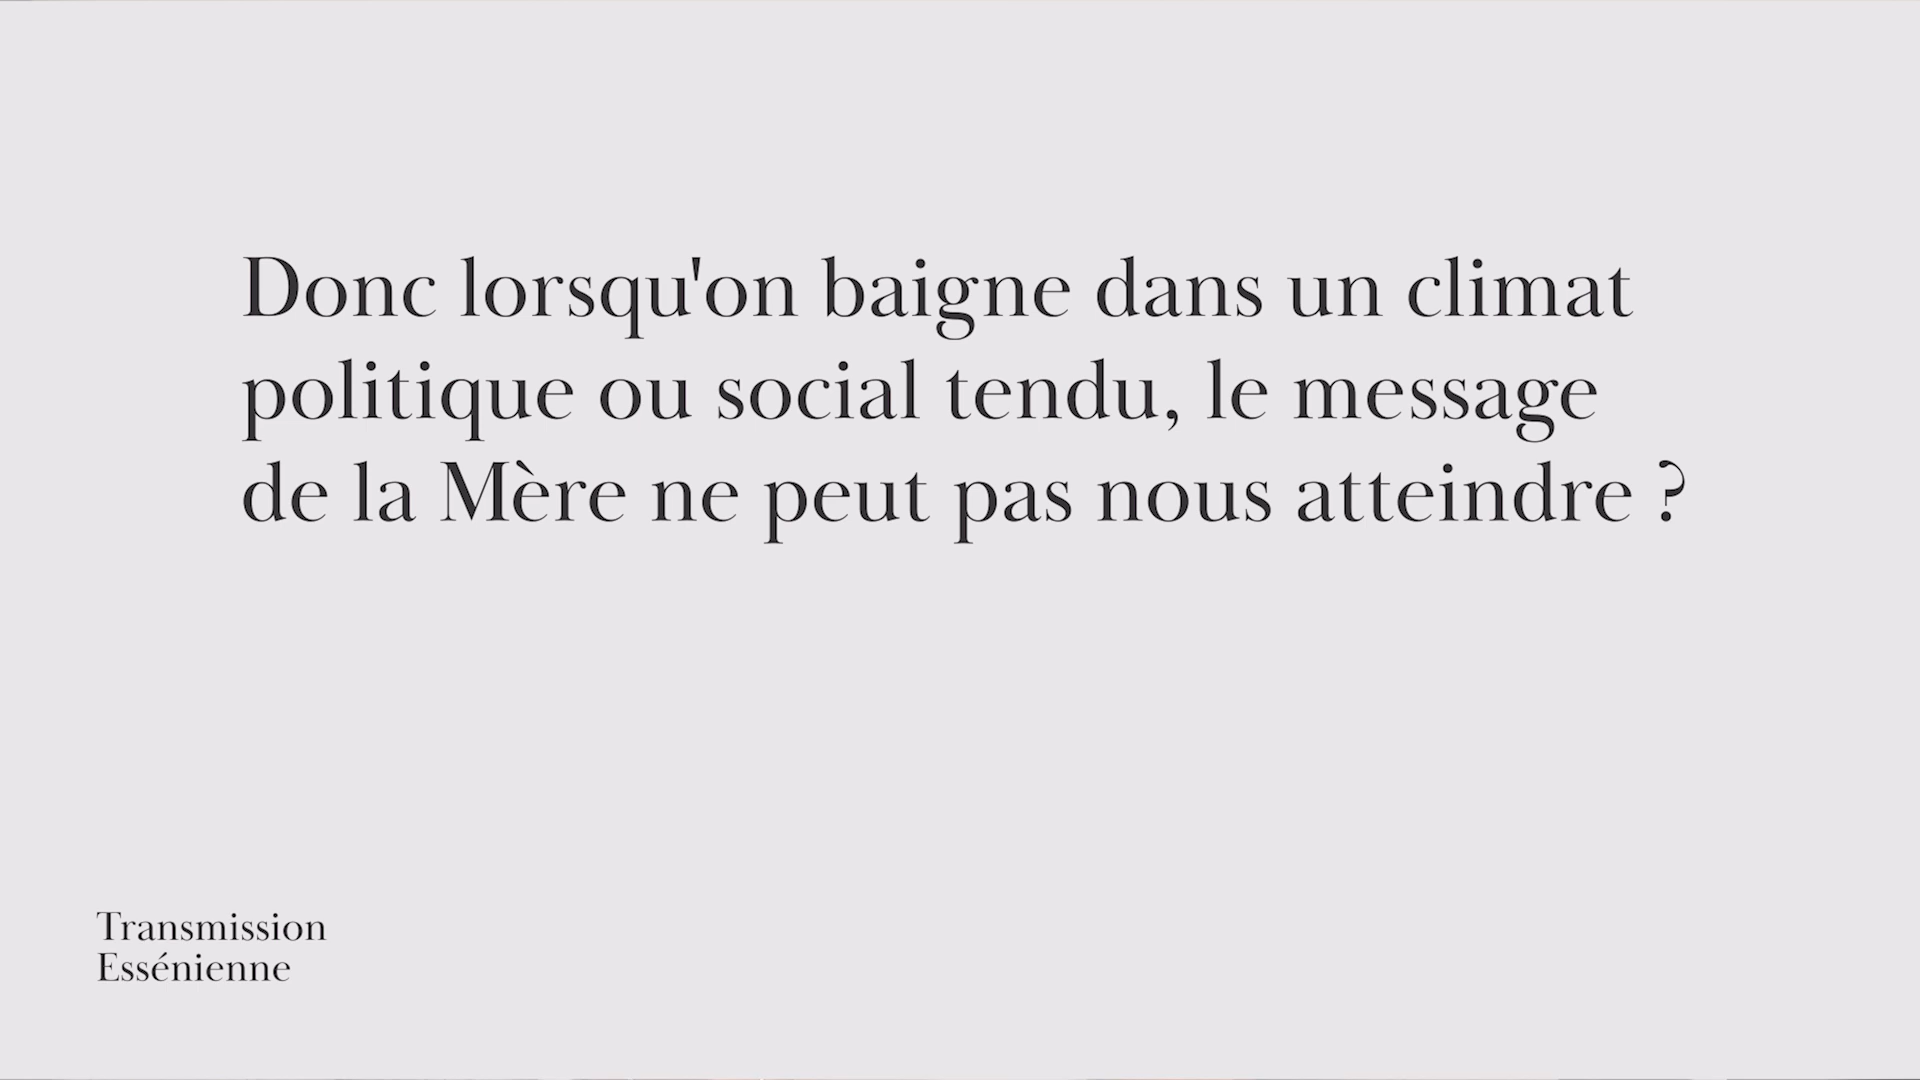 Donc lorsqu'on baigne dans un climat
politique ou social tendu, le message
de la Mère ne peut pas nous atteindre ?
Transmission
Essénienne